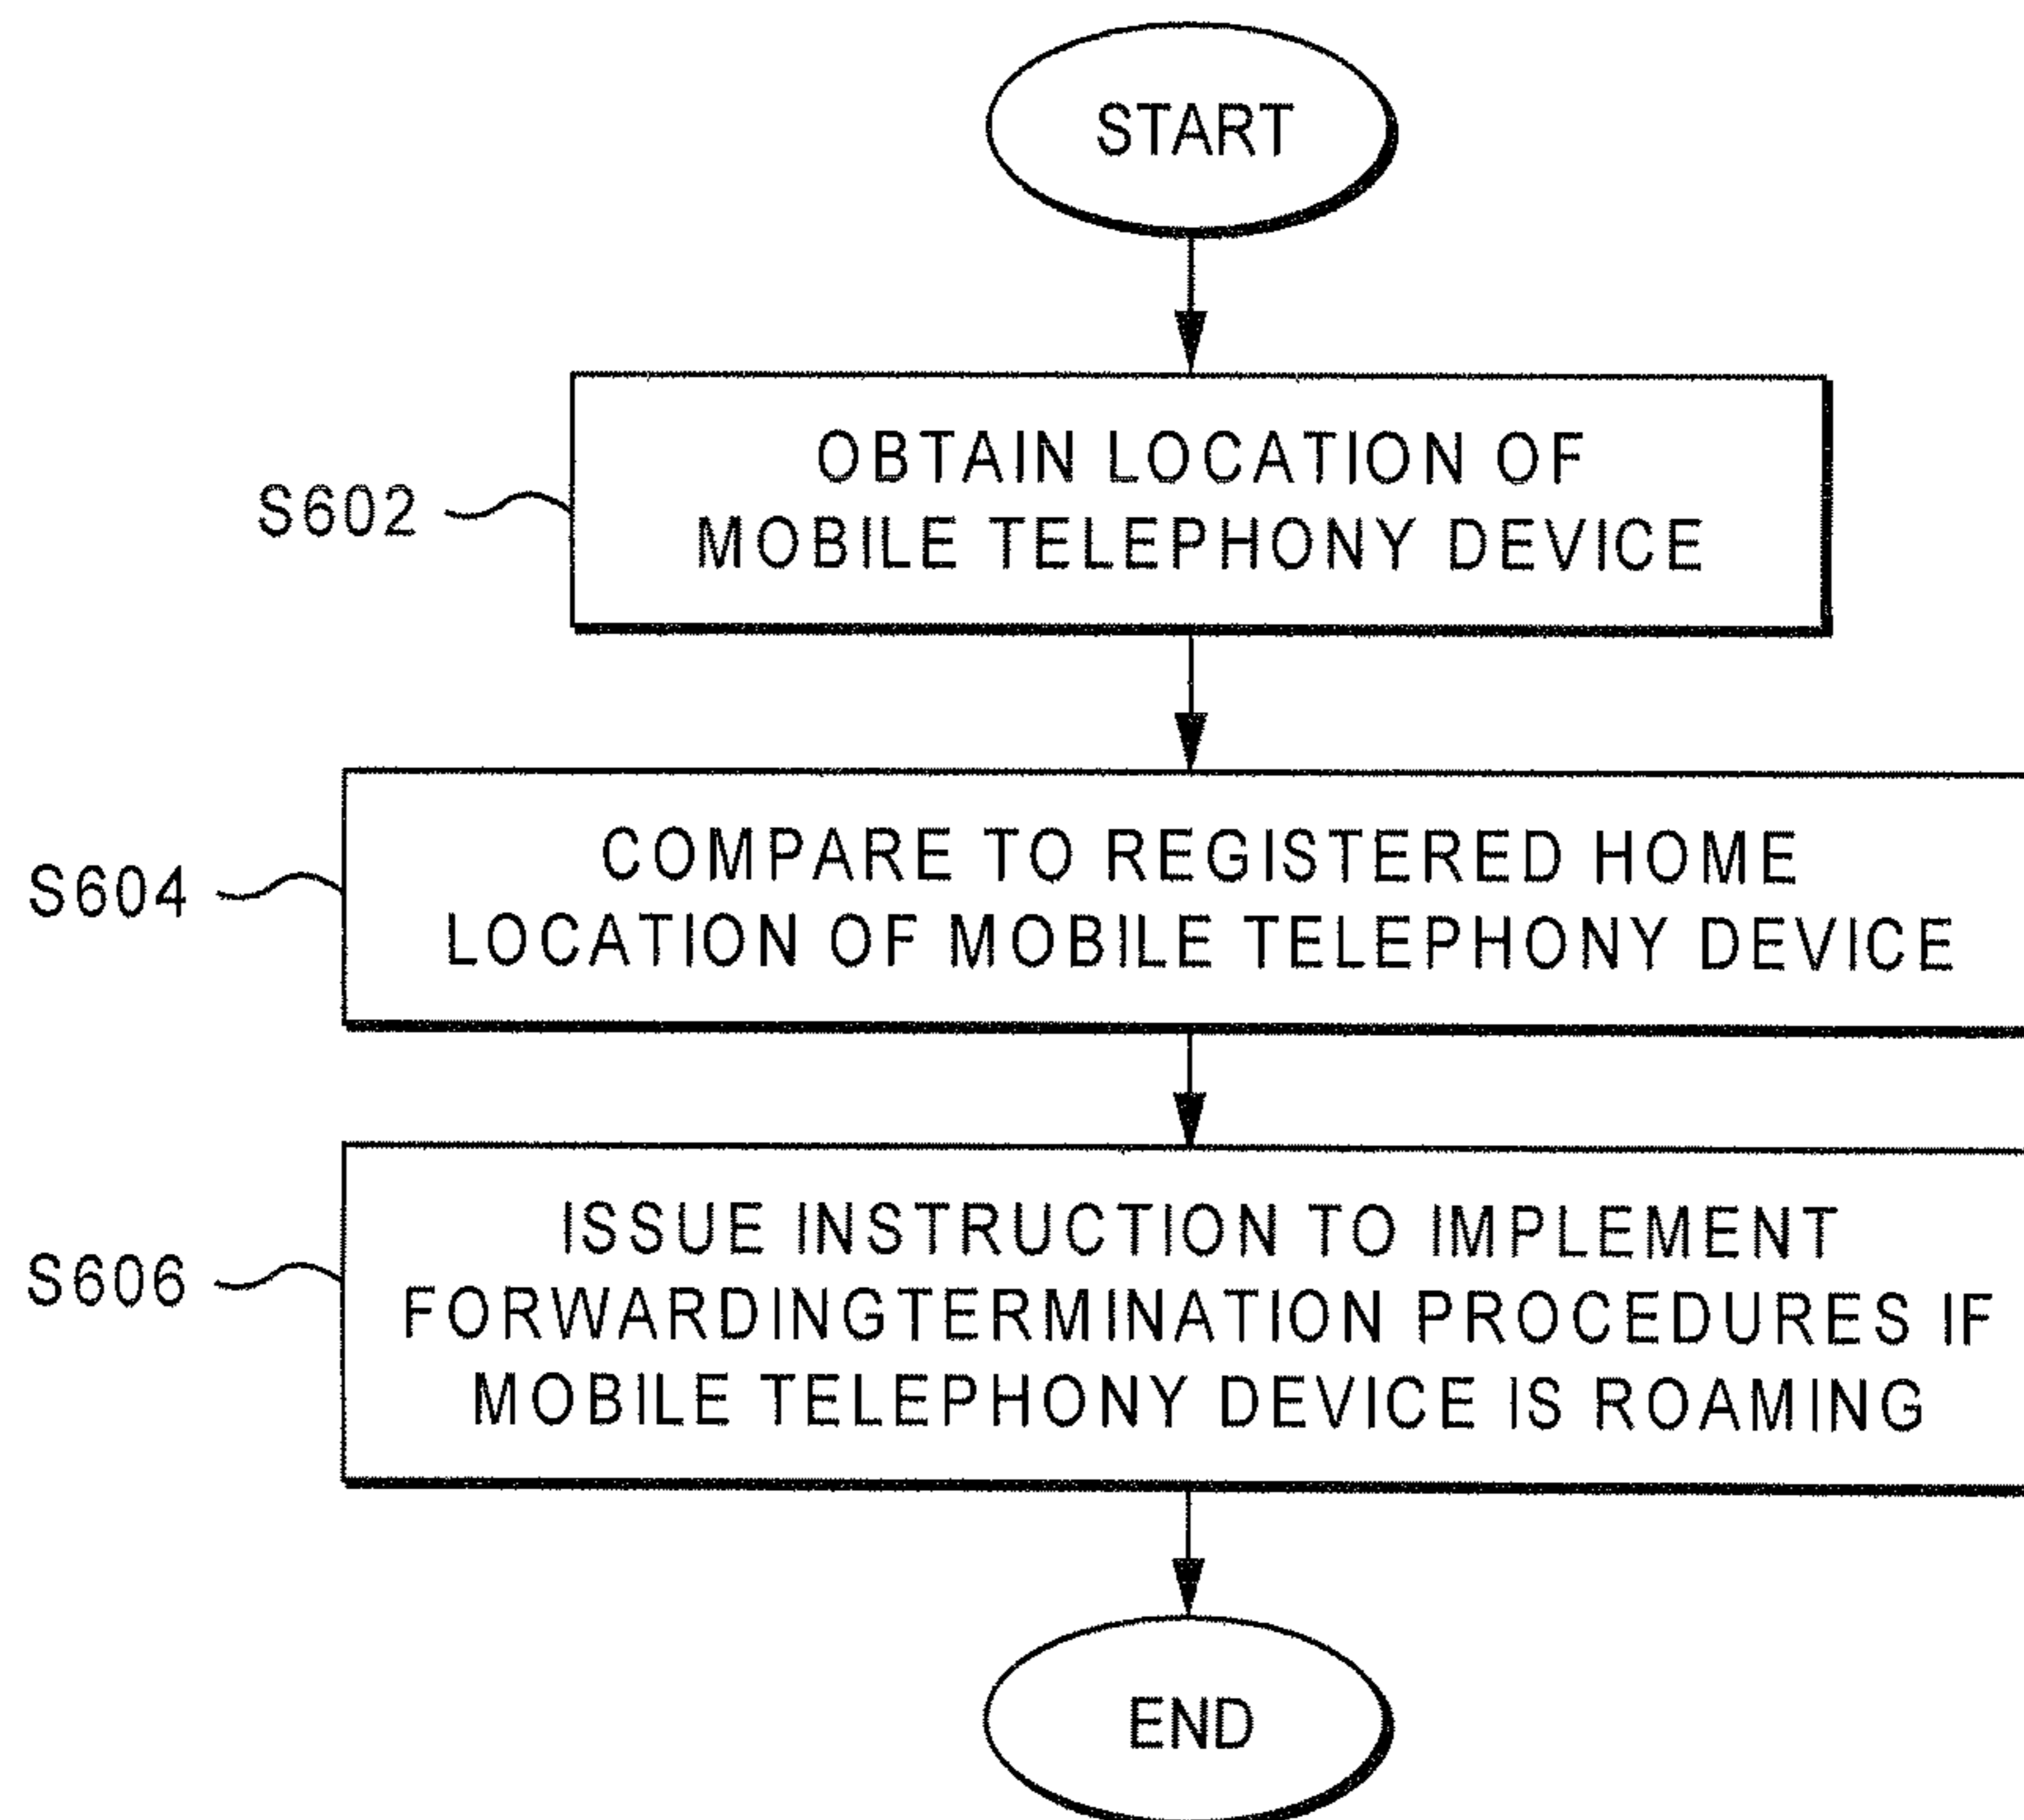 START
OBTAIN LOCATION OF
MOBILE TELEPHONY DEVICE
S602
COMPARE TO REGISTERED HOME
LOCATION OF MOBILE TELEPHONY DEVICE
S604
ISSUE INSTRUCTION TO IMPLEMENT
FORWARDINGTERMINATION PROCEDURES IF
MOBILE TELEPHONY DEVICE IS ROAMING
S606
END